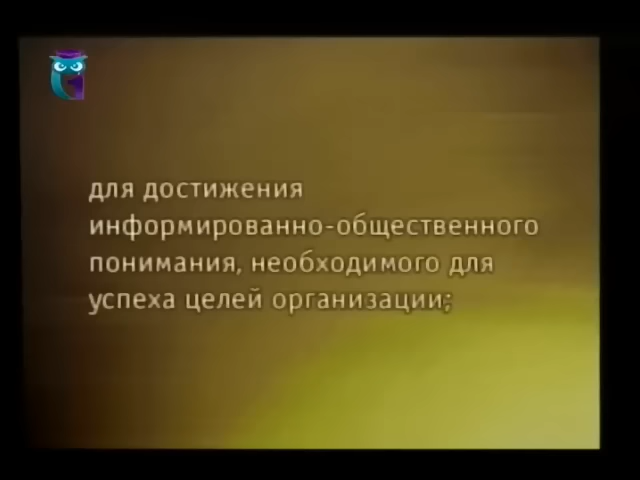 для достижения
информированно-общественного
понимания, необходимого для
успеха целей организации;